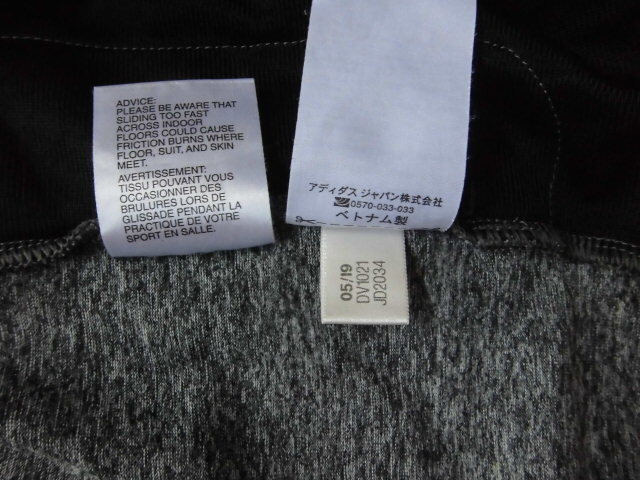 ADVICE:
PLEASE BE AWARE THAT
SLIDING TOO FAST
ACROSS INDOOR
FLOORS COULD CAUSE
FRICTION BURNS WHERE
FLOOR, SUIT, AND SKIN
MEET.
AVERTISSEMENT:
TISSU POUVANT VOUS
OCCASIONNER DES
BRULURES LORS DE
GLISSADE PENDANT LA
PRACTIQUE DE VOTRE
SPORT EN SALLE.
アディダス ジャパン株式会社
0570-033-033
ベトナム製
05/19
DV1021
JD2034